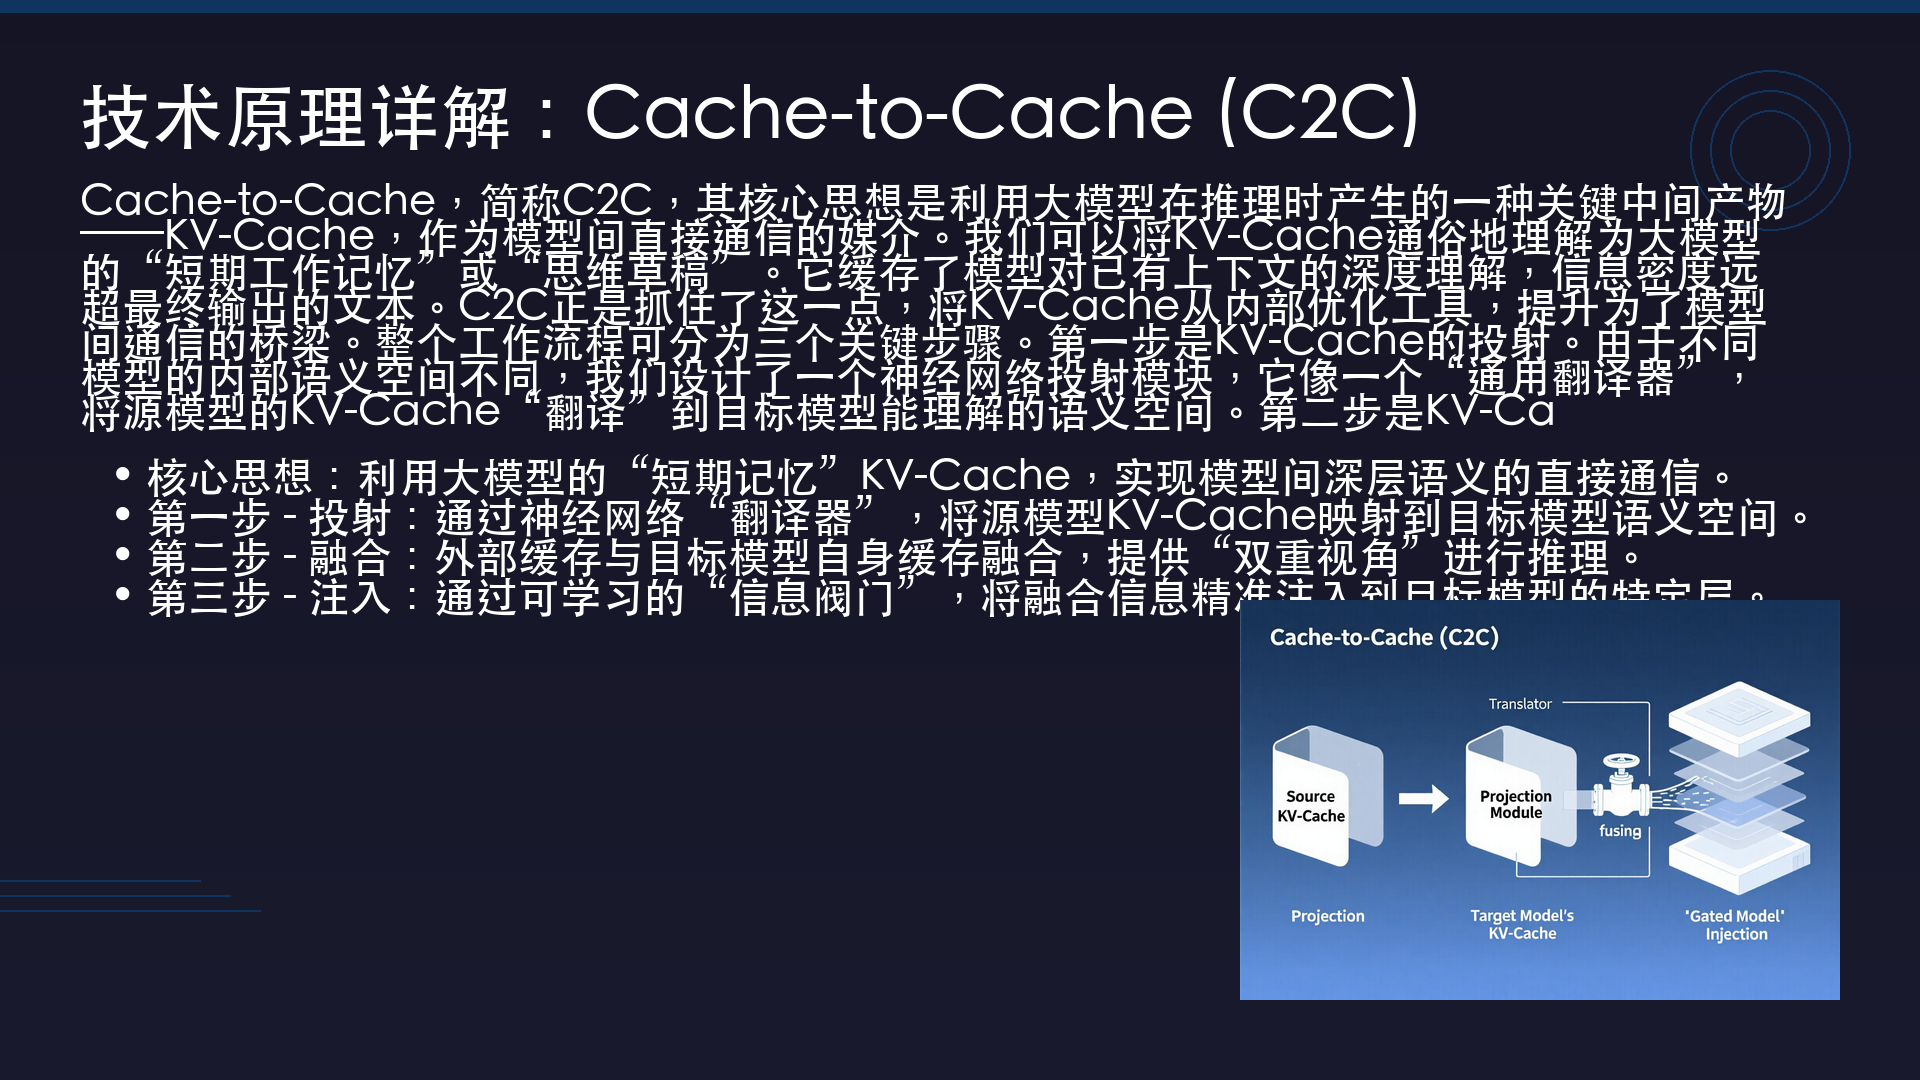 技术原理详解：Cache-to-Cache (C2C)
Cache-to-Cache，简称C2C，其核心思想是利用大模型在推理时产生的一种关键中间产物
——KV-Cache，作为模型间直接通信的媒介。我们可以将KV-Cache通俗地理解为大模型
的“短期工作记忆”或“思维草稿”。它缓存了模型对已有上下文的深度理解，信息密度远
超最终输出的文本。C2C正是抓住了这一点，将KV-Cache从内部优化工具，提升为了模型
间通信的桥梁。整个工作流程可分为三个关键步骤。第一步是KV-Cache的投射。由于不同
模型的内部语义空间不同，我们设计了一个神经网络投射模块，它像一个“通用翻译器”，
将源模型的KV-Cache“翻译”到目标模型能理解的语义空间。第二步是KV-Ca
• 核心思想：利用大模型的“短期记忆”KV-Cache，实现模型间深层语义的直接通信。
• 第一步 - 投射：通过神经网络“翻译器”，将源模型KV-Cache映射到目标模型语义空间。
• 第二步 - 融合：外部缓存与目标模型自身缓存融合，提供“双重视角”进行推理。
• 第三步 - 注入：通过可学习的“信息阀门”，将融合信息精准注入到目标模型的特定层。
Cache-to-Cache (C2C)
Translator
Source
KV-Cache
Projection
Module
fusing
Projection
Target Model's
KV-Cache
'Gated Model'
Injection